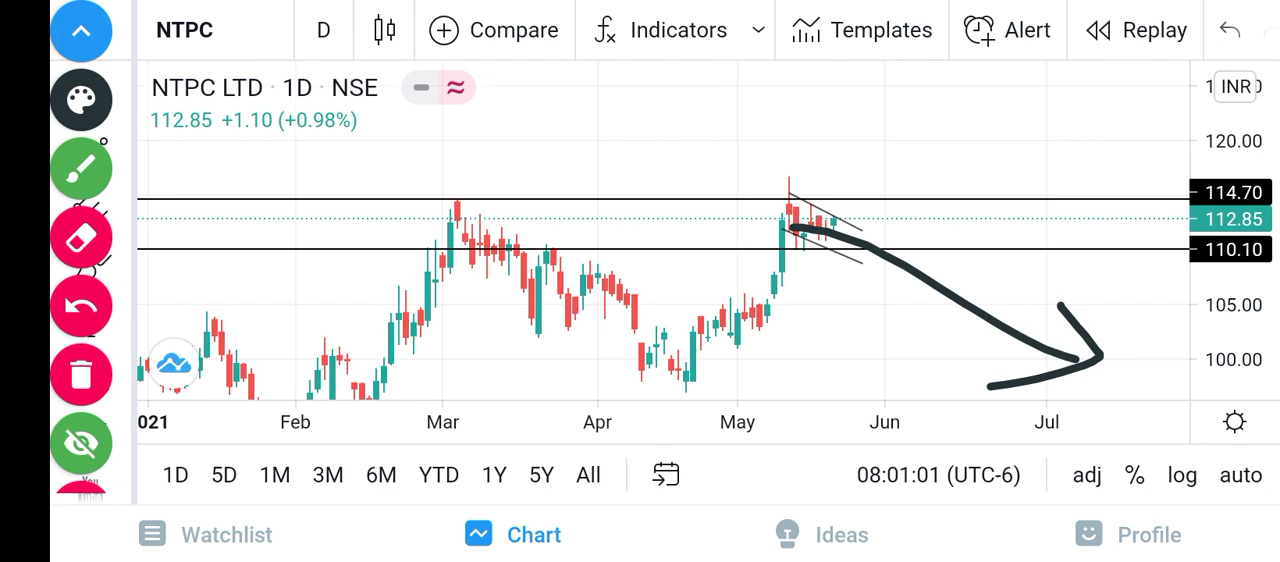 NTPC D Compare Indicators Templates Alert Replay
NTPC LTD · 1D · NSE
INR
112.85 +1.10 (+0.98%)
120.00
114.70
112.85
110.10
105.00
100.00
021 Feb Mar Apr May Jun Jul
1D 5D 1M 3M 6M YTD 1Y 5Y All 08:01:01 (UTC-6) adj % log auto
Watchlist Chart Ideas Profile